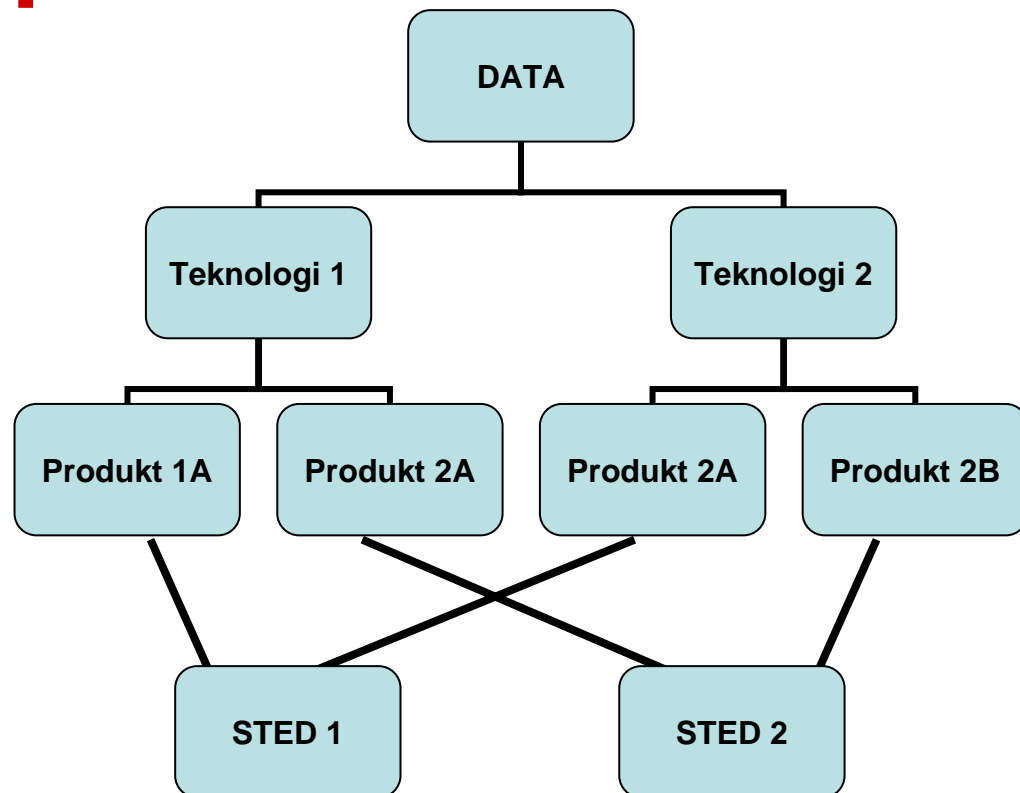 DATA
Teknologi 1
Teknologi 2
Produkt 1A
Produkt 2A
Produkt 2A
Produkt 2B
STED 1
STED 2